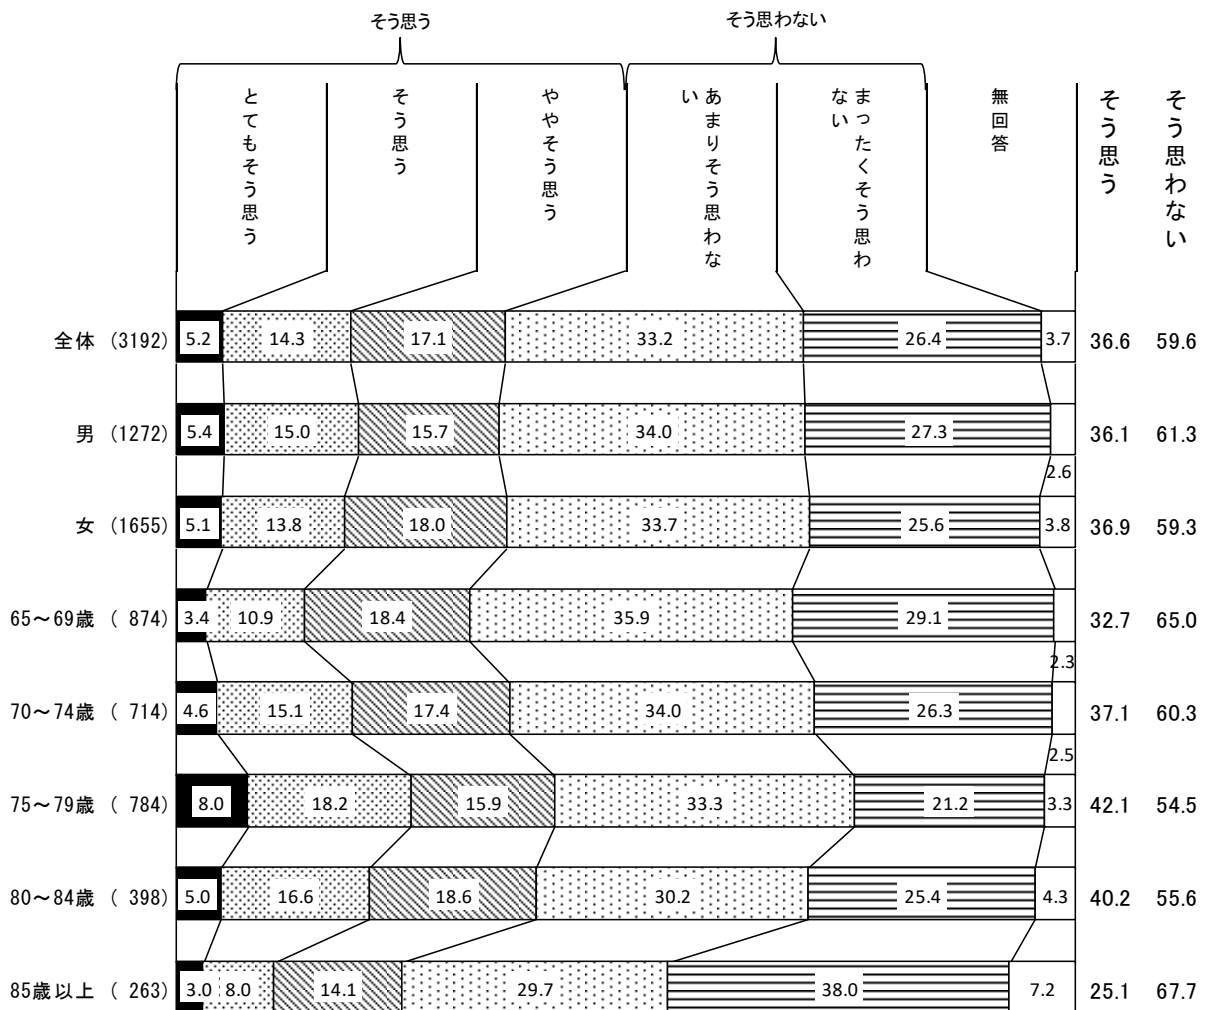 そう思う
そう思わない
とてもそう思う
そう思う
ややそう思う
あまりそう思わな
い
まったくそう思わ
ない
無回答
そう思う
そう思わない
全体 (3192) 5.2 14.3 17.1 33.2 26.4 3.7 36.6 59.6
男 (1272) 5.4 15.0 15.7 34.0 27.3 36.1 61.3
2.6
女 (1655) 5.1 13.8 18.0 33.7 25.6 3.8 36.9 59.3
65～69歳 ( 874) 3.4 10.9 18.4 35.9 29.1 32.7 65.0
2.3
70～74歳 ( 714) 4.6 15.1 17.4 34.0 26.3 37.1 60.3
2.5
75～79歳 ( 784) 8.0 18.2 15.9 33.3 21.2 3.3 42.1 54.5
80～84歳 ( 398) 5.0 16.6 18.6 30.2 25.4 4.3 40.2 55.6
85歳以上 ( 263) 3.0 8.0 14.1 29.7 38.0 7.2 25.1 67.7